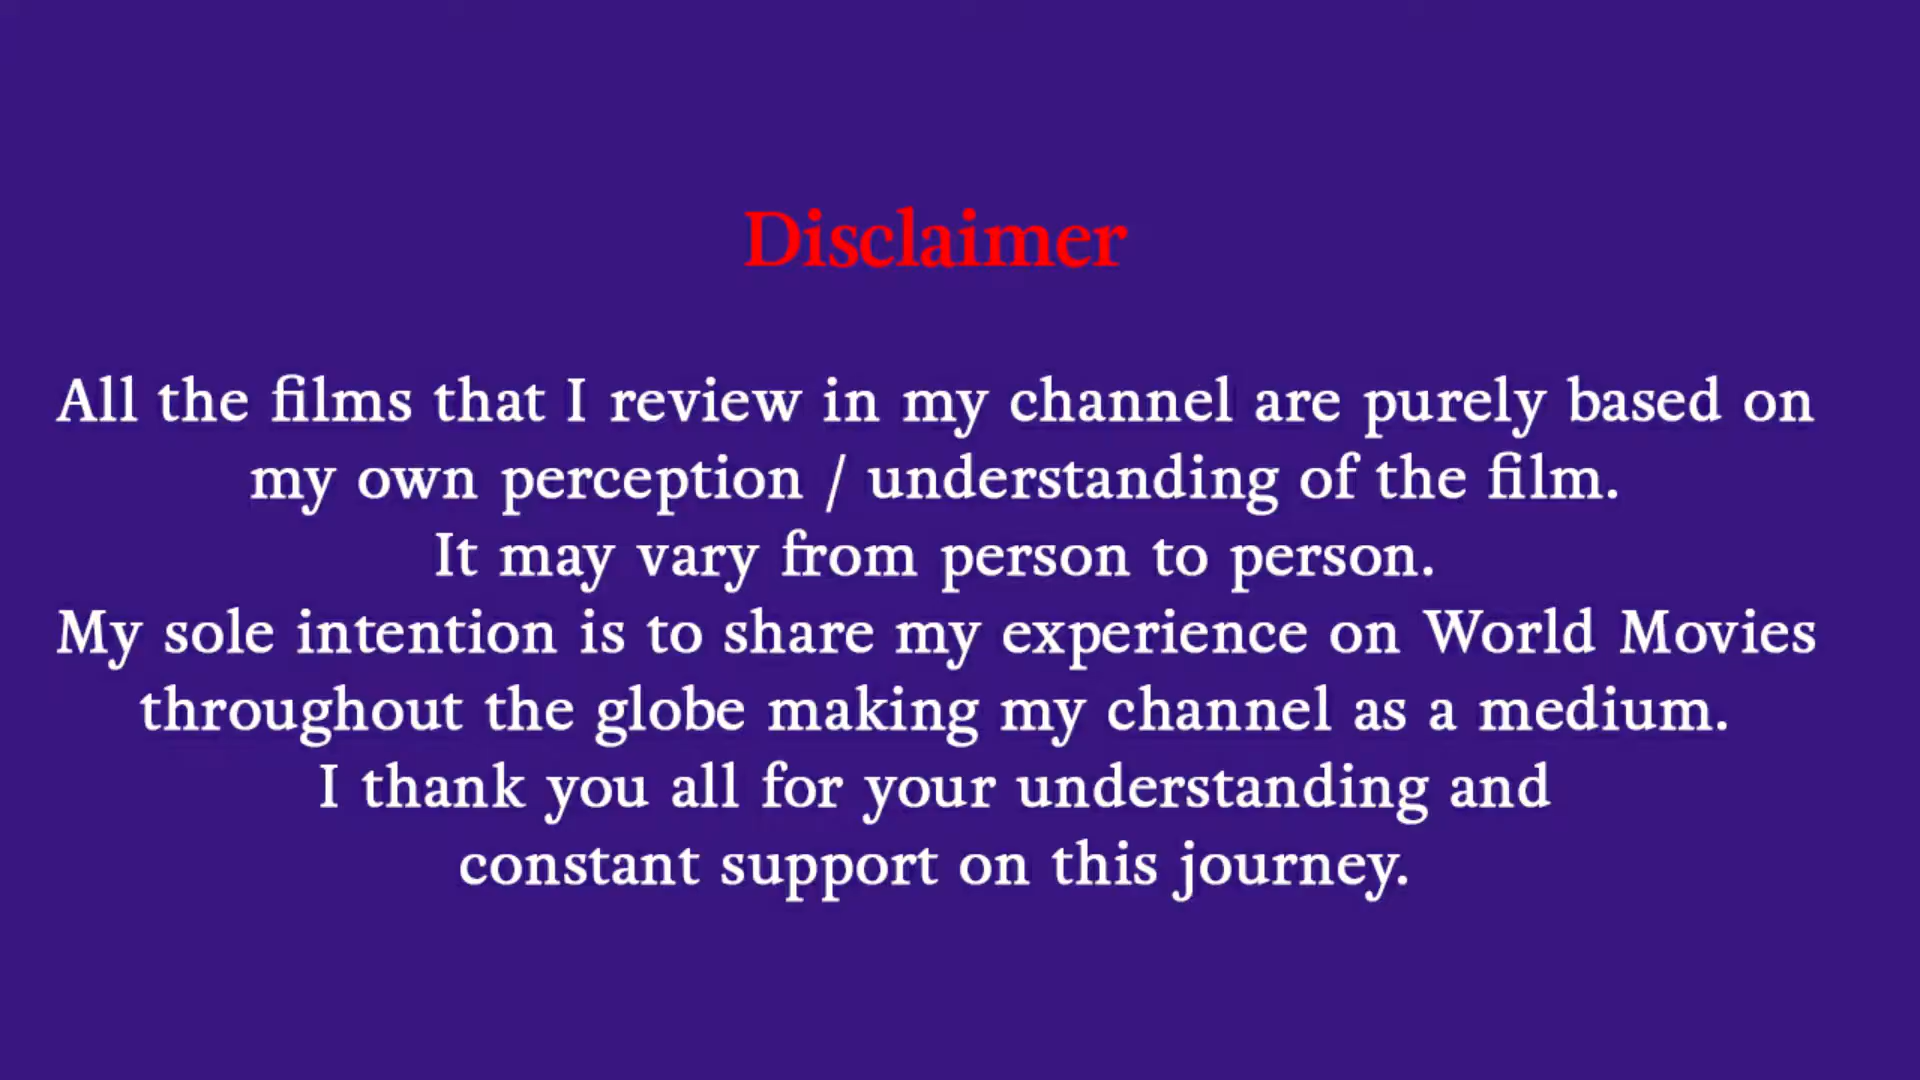 Disclaimer
All the films that I review in my channel are purely based on
my own perception / understanding of the film.
It may vary from person to person.
My sole intention is to share my experience on World Movies
throughout the globe making my channel as a medium.
I thank you all for your understanding and
constant support on this journey.